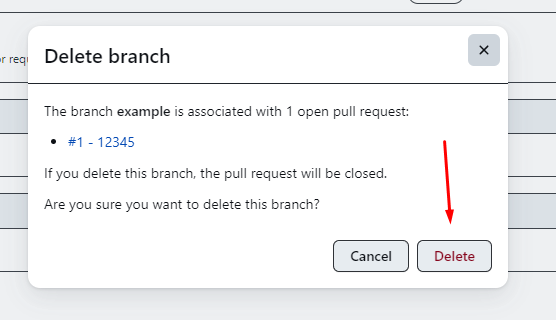 or requ
Delete branch
The branch example is associated with 1 open pull request:
#1 - 12345
If you delete this branch, the pull request will be closed.
Are you sure you want to delete this branch?
Cancel
Delete